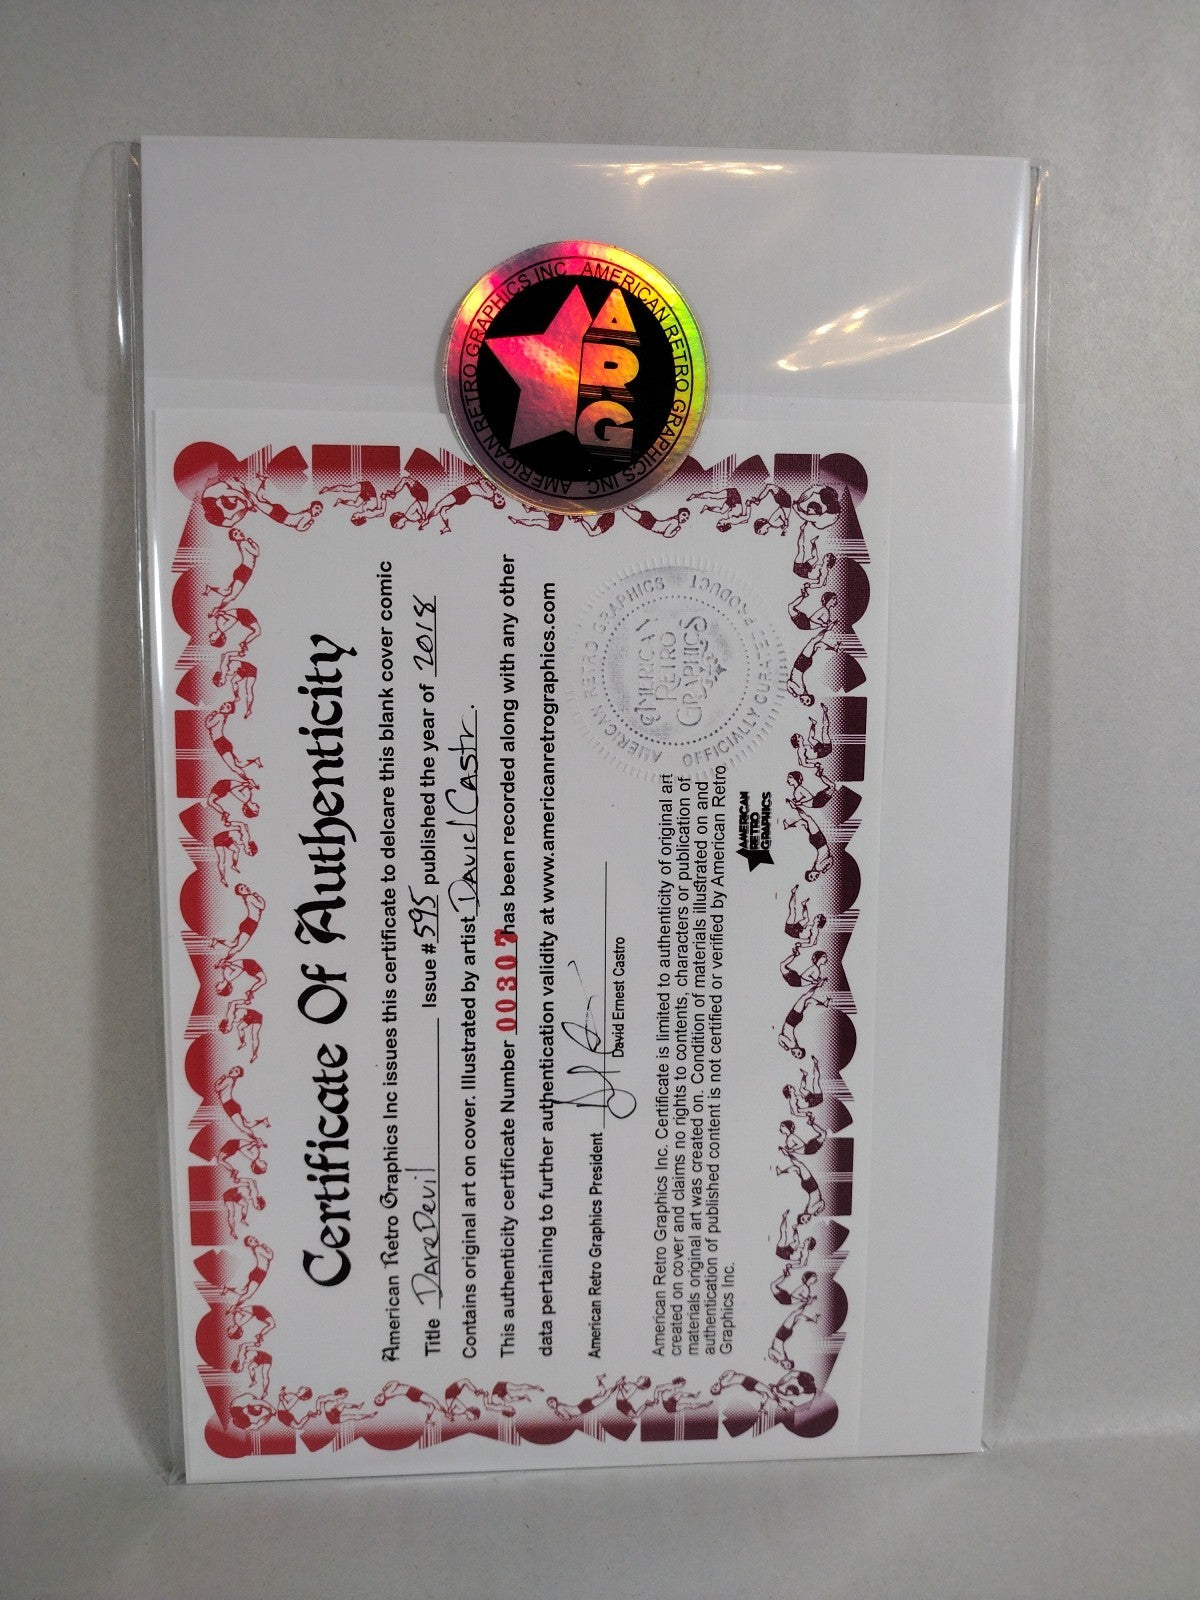 AMERICAN RETRO GRAPHICS INC AMERICAN RETRO GRAPHICS INC
ARG
Certificate Of Authenticity
American Retro Graphics Inc issues this certificate to delcare this blank cover comic
Title DareDevil Issue # 595 published the year of 2018
Contains original art on cover. Illustrated by artist David Castr.
This authenticity certificate Number 00307 has been recorded along with any other
data pertaining to further authentication validity at www.americanretrographics.com
American Retro Graphics President
David Ernest Castro
AMERICAN RETRO GRAPHICS PRODUCT
OFFICIALLY CURATED
AMERICAN
RETRO
GRAPHICS
American Retro Graphics Inc. Certificate is limited to authenticity of original art
created on cover and claims no rights to contents, characters or publication of
materials original art was created on. Condition of materials illustrated on and
authentication of published content is not certified or verified by American Retro
Graphics Inc.
AMERICAN
RETRO
GRAPHICS